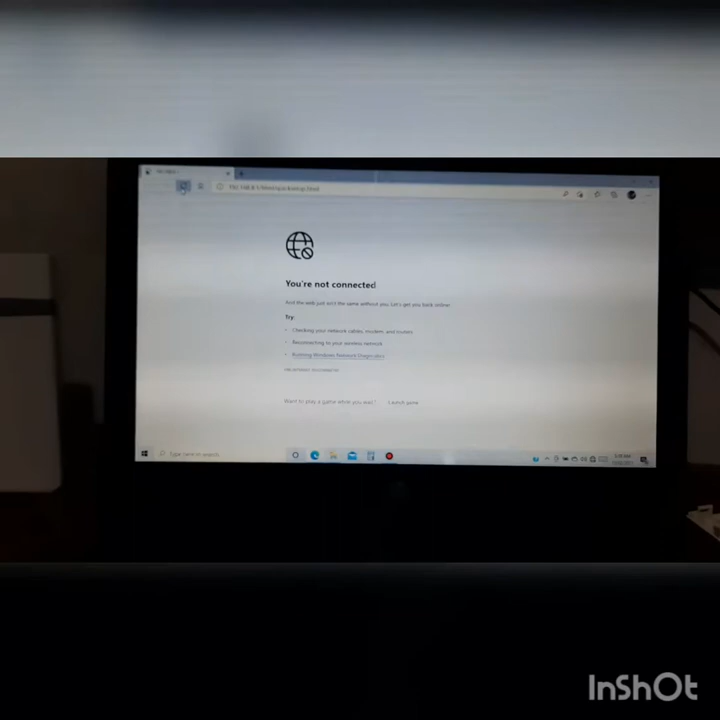 You're not connected
And the web just isn't the same without you. Let's get you back online!
Try:
• Checking your network cables, modem, and routers
• Reconnecting to your wireless network
• Running Windows Network Diagnostics
Want to play a game while you wait? Launch game
Type here to search
InShOt